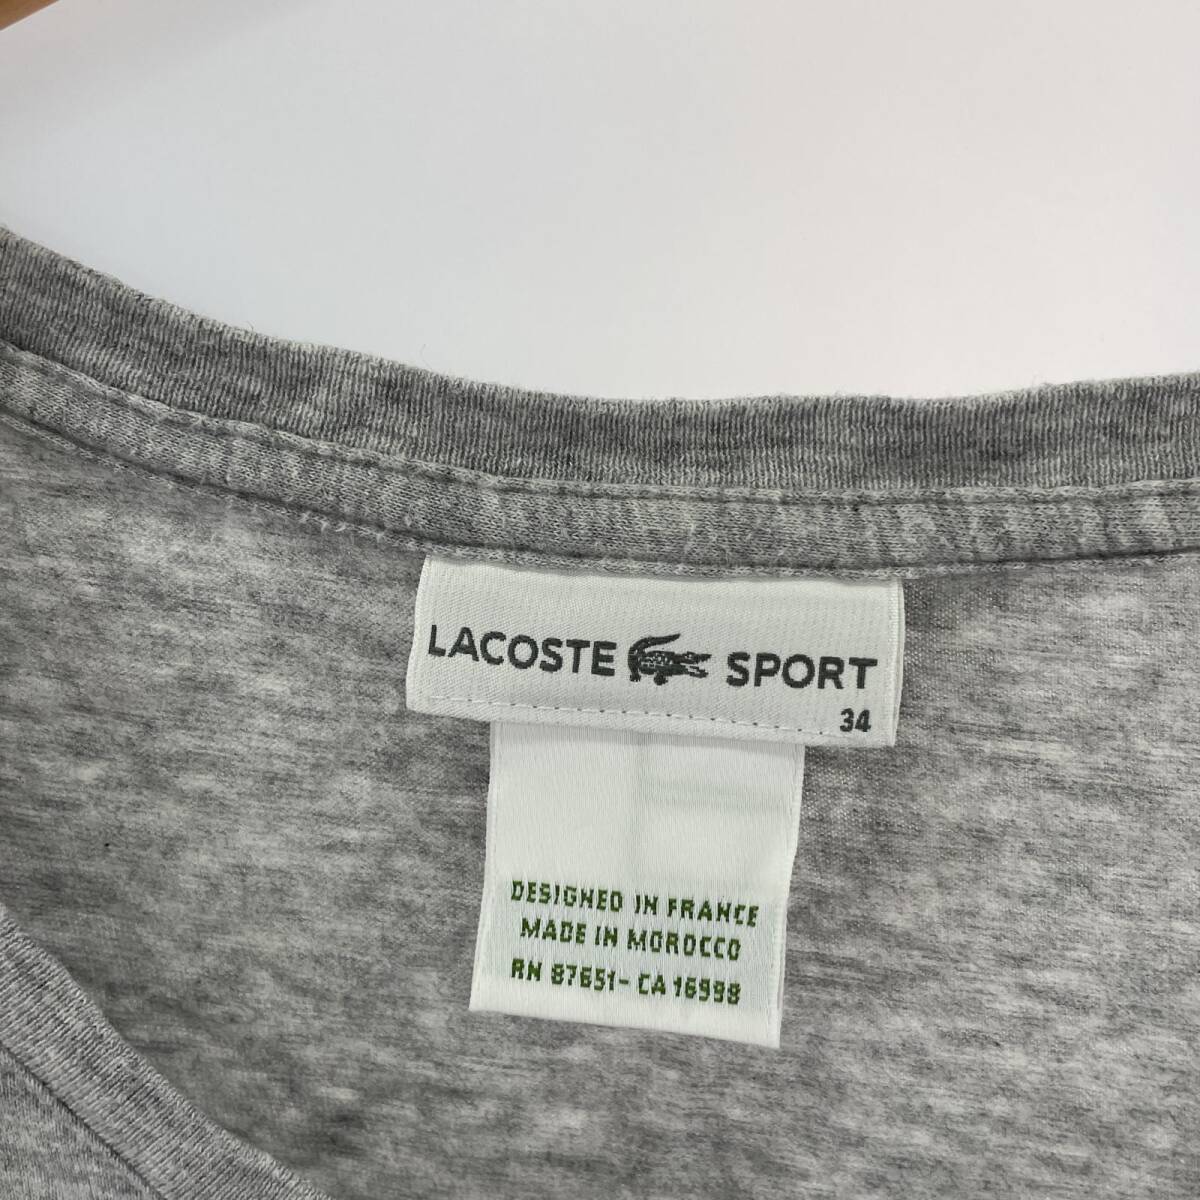 LACOSTE SPORT
34
DESIGNED IN FRANCE
MADE IN MOROCCO
RN 87651-CA 16998